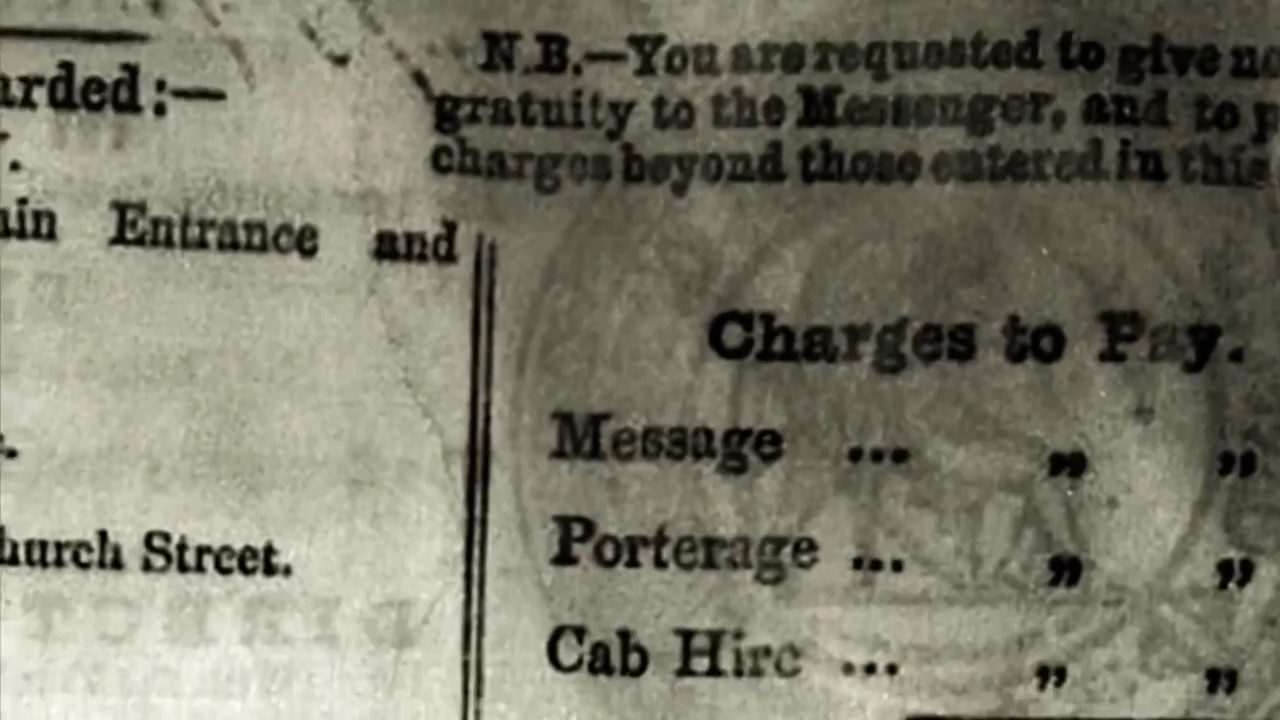 N.B.—You are requested to give no
gratuity to the Messenger, and to p
charges beyond those entered in this
arded:—
ain Entrance and
hurch Street.
Charges to Pay.
Message ... „ „
Porterage ... „ „
Cab Hire ... „ „